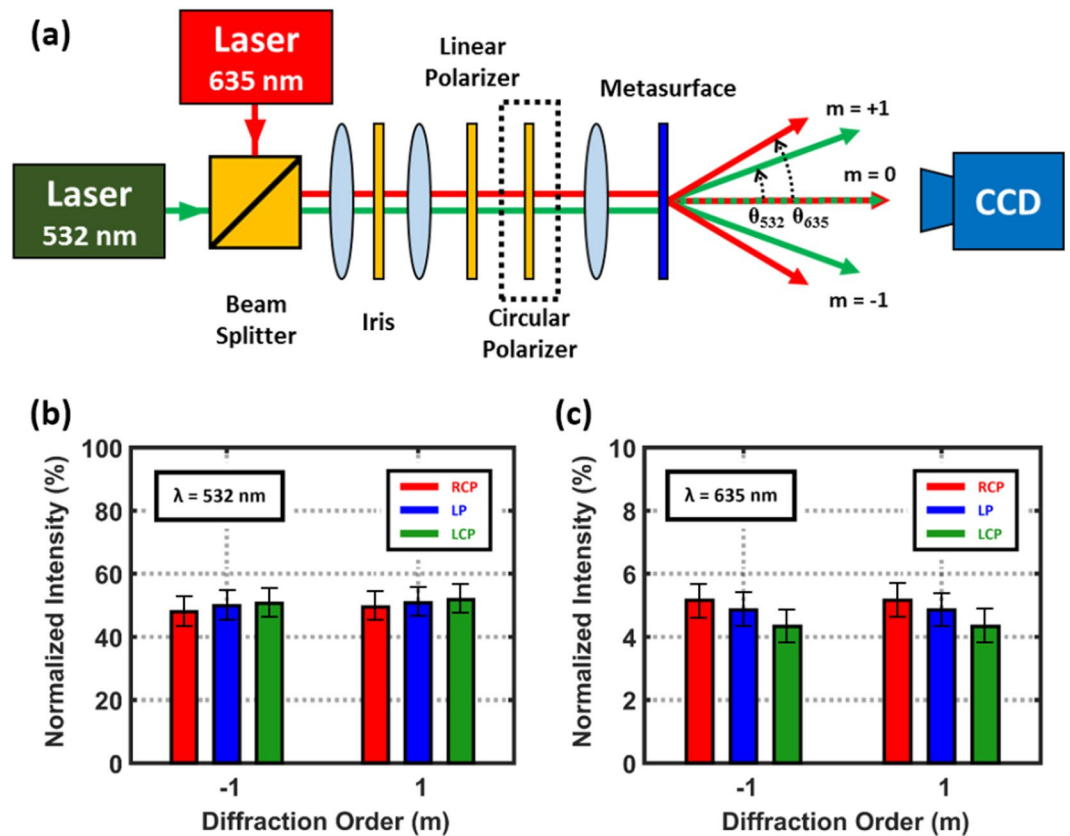 (a)
Laser
635 nm
Laser
532 nm
Beam
Splitter
Iris
Linear
Polarizer
Circular
Polarizer
Metasurface
m = +1
m = 0
m = -1
θ532
θ635
CCD
(b)
Normalized Intensity (%)
100
80
60
40
20
0
λ = 532 nm
RCP
LP
LCP
-1
1
Diffraction Order (m)
(c)
Normalized Intensity (%)
10
8
6
4
2
0
λ = 635 nm
RCP
LP
LCP
-1
1
Diffraction Order (m)